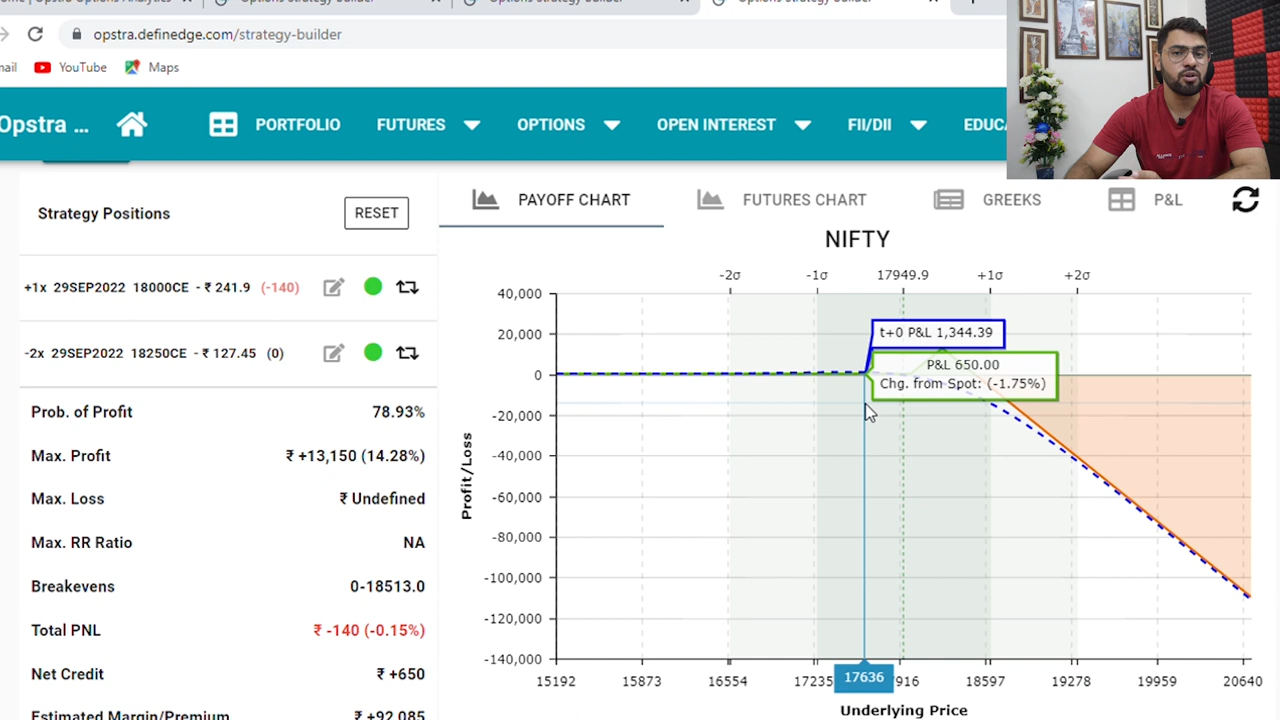 opstra.definedge.com/strategy-builder
YouTube Maps
Opstra ... PORTFOLIO FUTURES OPTIONS OPEN INTEREST FII/DII
Strategy Positions RESET
+1x 29SEP2022 18000CE - ₹ 241.9 (-140)
-2x 29SEP2022 18250CE - ₹ 127.45 (0)
Prob. of Profit 78.93%
Max. Profit ₹ +13,150 (14.28%)
Max. Loss ₹ Undefined
Max. RR Ratio NA
Breakevens 0-18513.0
Total PNL ₹ -140 (-0.15%)
Net Credit ₹ +650
Estimated Margin/Premium ₹ +92,085
PAYOFF CHART FUTURES CHART GREEKS P&L
NIFTY
-2σ -1σ 17949.9 +1σ +2σ
40,000
20,000
0
-20,000
-40,000
-60,000
-80,000
-100,000
-120,000
-140,000
Profit/Loss
t+0 P&L 1,344.39
P&L 650.00
Chg. from Spot: (-1.75%)
15192 15873 16554 17235 17636 916 18597 19278 19959 20640
Underlying Price